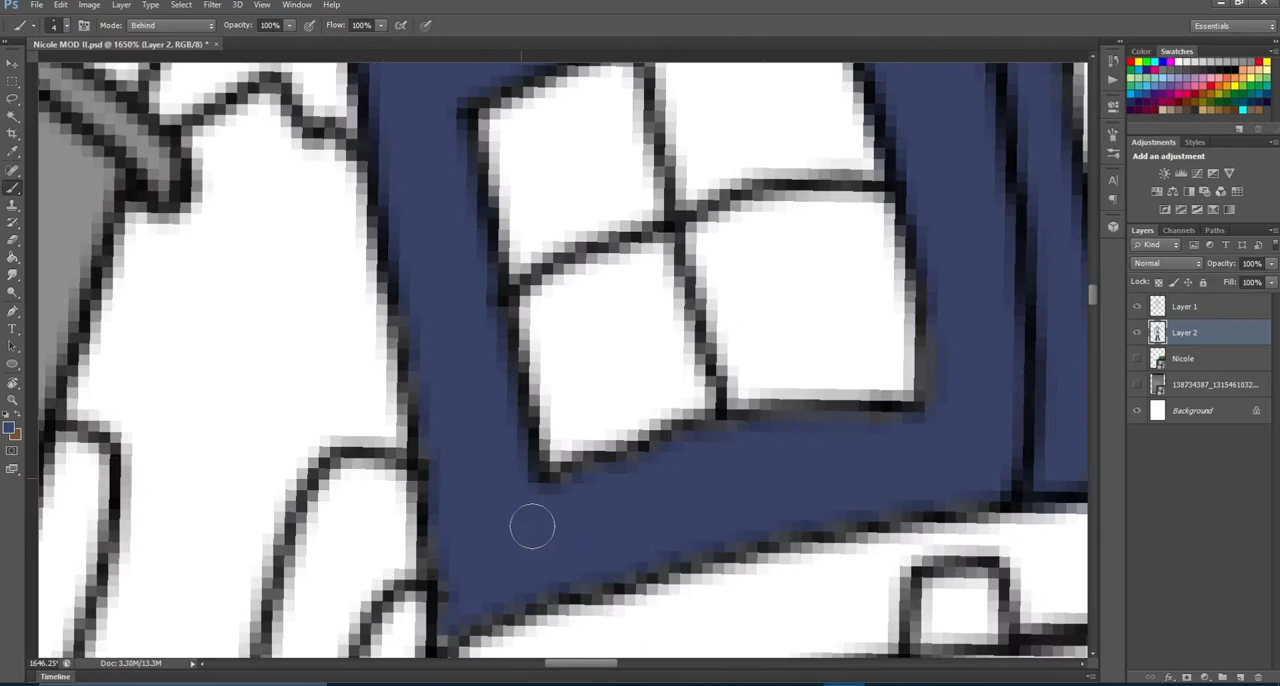 Ps File Edit Image Layer Type Select Filter 3D View Window Help
4 Mode: Behind Opacity: 100% Flow: 100% Essentials
Nicole MOD II.psd @ 1650% (Layer 2, RGB/8) * ×
Color Swatches
Adjustments Styles
Add an adjustment
Layers Channels Paths
Kind
Normal Opacity: 100%
Lock: Fill: 100%
Layer 1
Layer 2
Nicole
138734387_1315461032...
Background
1646.25% Doc: 3.30M/13.3M
Timeline